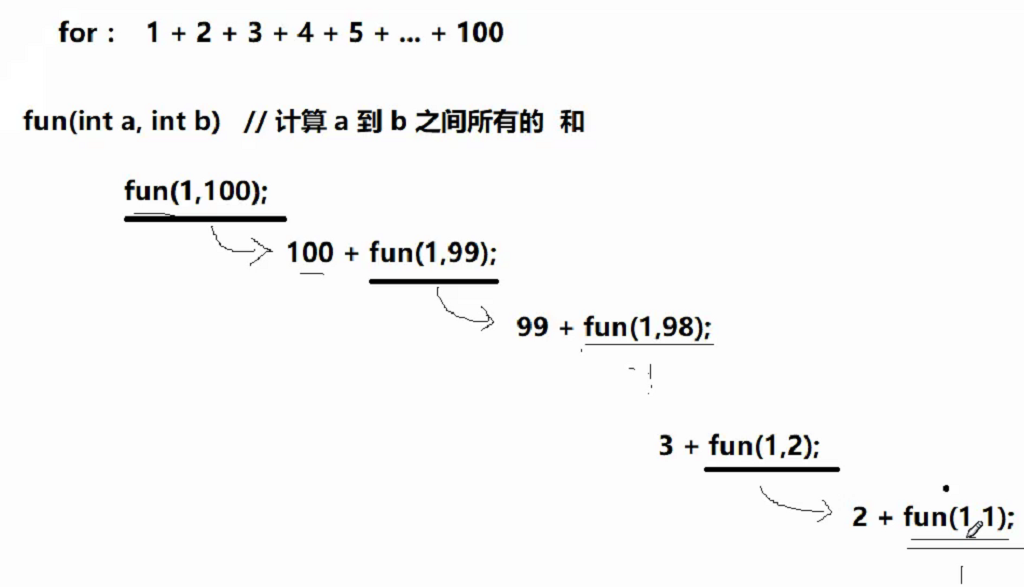 for： 1 + 2 + 3 + 4 + 5 + ... + 100
fun(int a, int b) // 计算 a 到 b 之间所有的 和
fun(1,100);
100 + fun(1,99);
99 + fun(1,98);
3 + fun(1,2);
2 + fun(1,1);